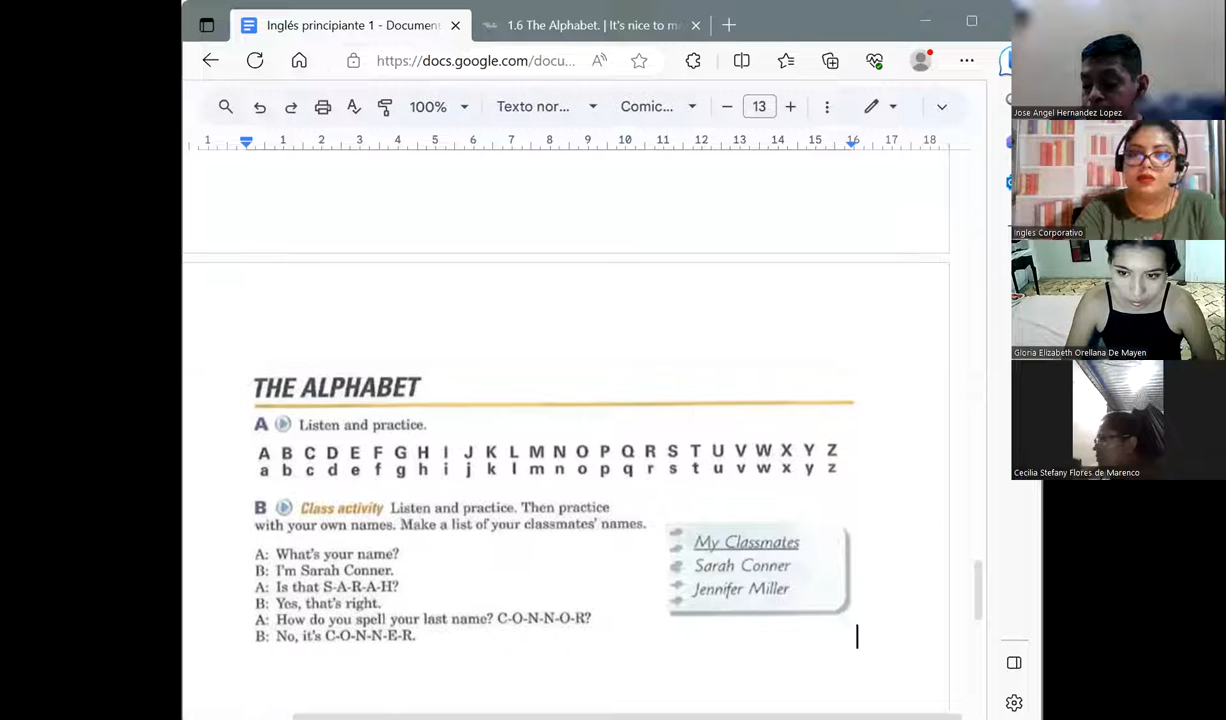 Inglés principiante 1 - Document
1.6 The Alphabet. | It's nice to m
https://docs.google.com/docu...
100%
Texto nor...
Comic...
13
1 1 2 3 4 5 6 7 8 9 10 11 12 13 14 15 16 17 18
THE ALPHABET
A Listen and practice.
A B C D E F G H I J K L M N O P Q R S T U V W X Y Z
a b c d e f g h i j k l m n o p q r s t u v w x y z
B Class activity Listen and practice. Then practice
with your own names. Make a list of your classmates' names.
A: What's your name?
B: I'm Sarah Conner.
A: Is that S-A-R-A-H?
B: Yes, that's right.
A: How do you spell your last name? C-O-N-N-O-R?
B: No, it's C-O-N-N-E-R.
My Classmates
Sarah Conner
Jennifer Miller
Jose Angel Hernandez Lopez
Ingles Corporativo
Gloria Elizabeth Orellana De Mayen
Cecilia Stefany Flores de Marenco